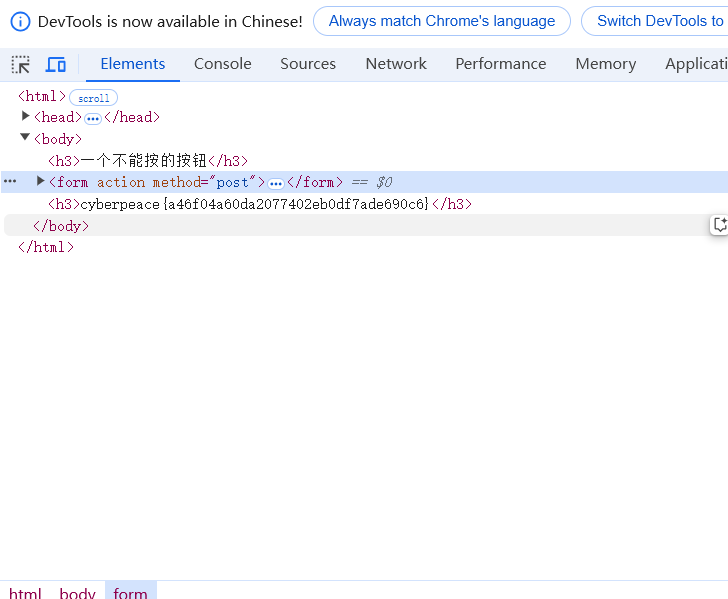 DevTools is now available in Chinese! Always match Chrome's language Switch DevTools to
Elements Console Sources Network Performance Memory Applicati
<html> scroll
<head> ••• </head>
<body>
<h3>一个不能按的按钮</h3>
••• <form action method="post"> ••• </form> == $0
<h3>cyberpeace{a46f04a60da2077402eb0df7ade690c6}</h3>
</body>
</html>
html body form